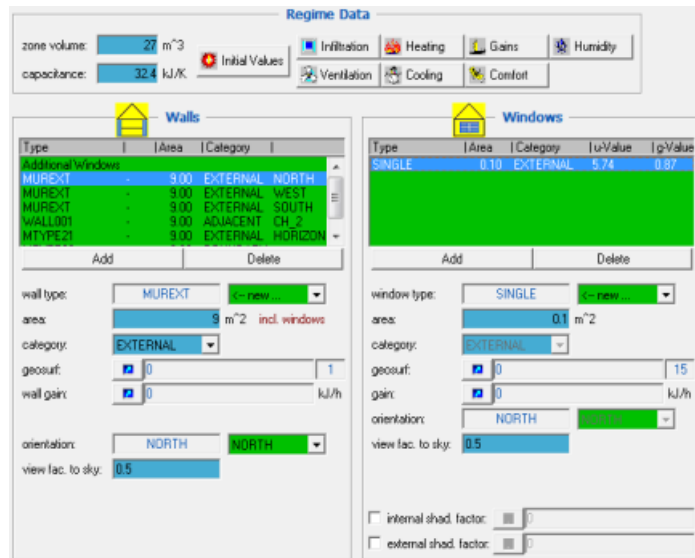 Regime Data
zone volume: 27 m^3
capacitance: 32.4 kJ/K
Initial Values
Infiltration Heating Gains Humidity
Ventilation Cooling Comfort
Walls
Type | | Area | Category |
Additional Windows
MUREXT - 9.00 EXTERNAL NORTH
MUREXT - 9.00 EXTERNAL WEST
MUREXT - 9.00 EXTERNAL SOUTH
WALL001 - 9.00 ADJACENT CH_2
MTYPE21 - 9.00 EXTERNAL HORIZON
Add Delete
wall type: MUREXT <-- new ...
area: 9 m^2 incl. windows
category: EXTERNAL
geosurf: 0 1
wall gain: 0 kJ/h
orientation: NORTH NORTH
view fac. to sky: 0.5
Windows
Type | Area | Category | u-Value | g-Value
SINGLE 0.10 EXTERNAL 5.74 0.87
Add Delete
window type: SINGLE <-- new ...
area: 0.1 m^2
category: EXTERNAL
geosurf: 0 15
gain: 0 kJ/h
orientation: NORTH
view fac. to sky: 0.5
internal shad. factor: 0
external shad. factor: 0